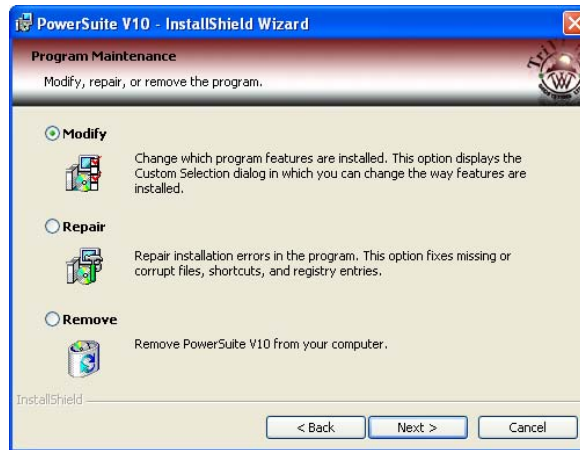 PowerSuite V10 - InstallShield Wizard
Program Maintenance
Modify, repair, or remove the program.
Modify
Change which program features are installed. This option displays the
Custom Selection dialog in which you can change the way features are
installed.
Repair
Repair installation errors in the program. This option fixes missing or
corrupt files, shortcuts, and registry entries.
Remove
Remove PowerSuite V10 from your computer.
InstallShield
< Back
Next >
Cancel